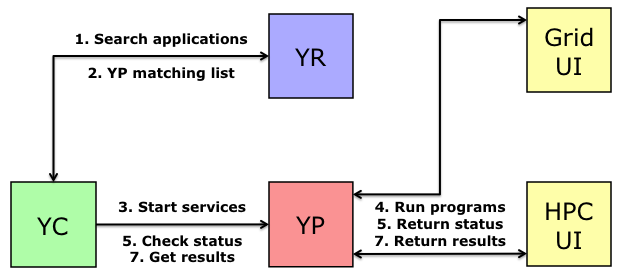 1. Search applications
2. YP matching list
YR
Grid
UI
YC
3. Start services
5. Check status
7. Get results
YP
4. Run programs
5. Return status
7. Return results
HPC
UI